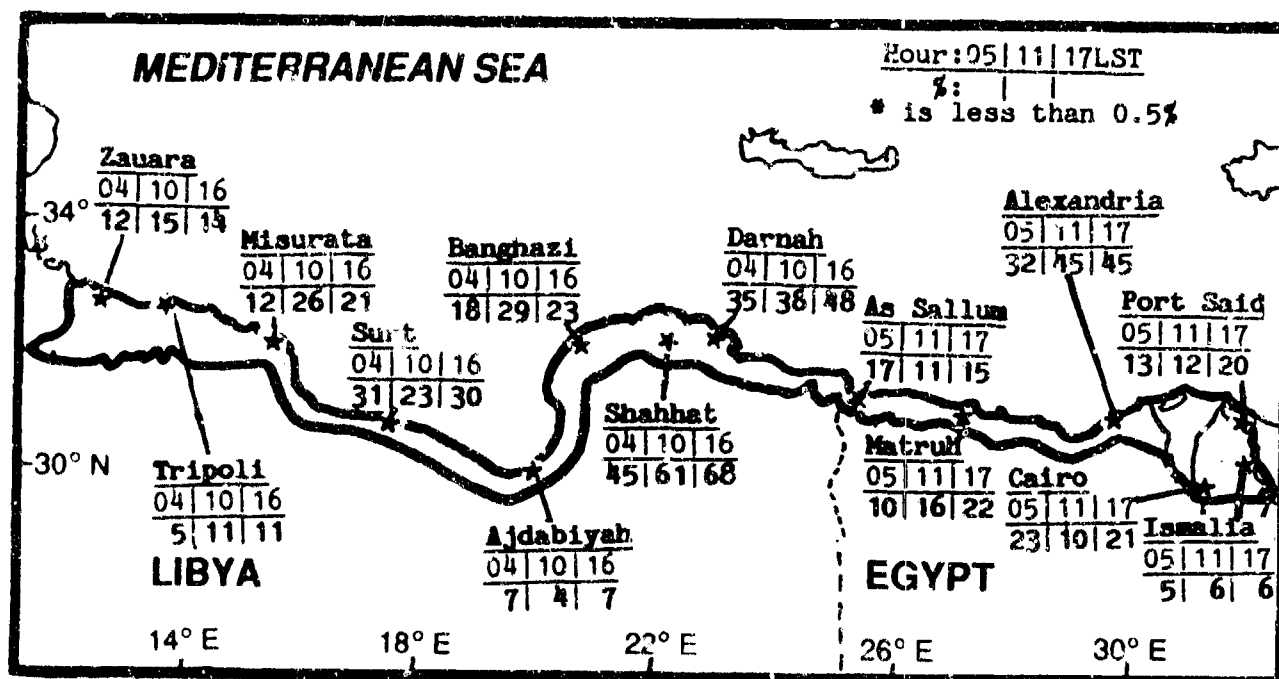 MEDITERRANEAN SEA
Hour:05|11|17LST
%: | |
* is less than 0.5%
Zauara
04|10|16
12|15|14
34°
Misurata
04|10|16
12|26|21
Banghazi
04|10|16
18|29|23
Darnah
04|10|16
35|38|48
Alexandria
05|11|17
32|45|45
Surt
04|10|16
31|23|30
As Sallum
05|11|17
17|11|15
Port Said
05|11|17
13|12|20
Shahhat
04|10|16
45|61|68
30° N
Tripoli
04|10|16
5|11|11
Matruh
05|11|17
10|16|22
Cairo
05|11|17
23|10|21
Ajdabiyah
04|10|16
7| 4| 7
Ismalia
05|11|17
5| 6| 6
LIBYA
EGYPT
14° E
18° E
22° E
26° E
30° E